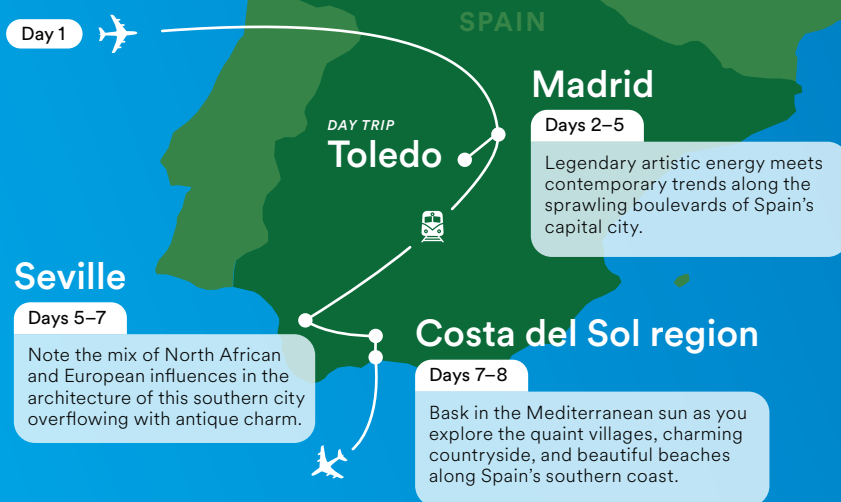 SPAIN
Day 1
Madrid
Days 2–5
Legendary artistic energy meets
contemporary trends along the
sprawling boulevards of Spain's
capital city.
DAY TRIP
Toledo
Seville
Days 5–7
Note the mix of North African
and European influences in the
architecture of this southern city
overflowing with antique charm.
Costa del Sol region
Days 7–8
Bask in the Mediterranean sun as you
explore the quaint villages, charming
countryside, and beautiful beaches
along Spain's southern coast.